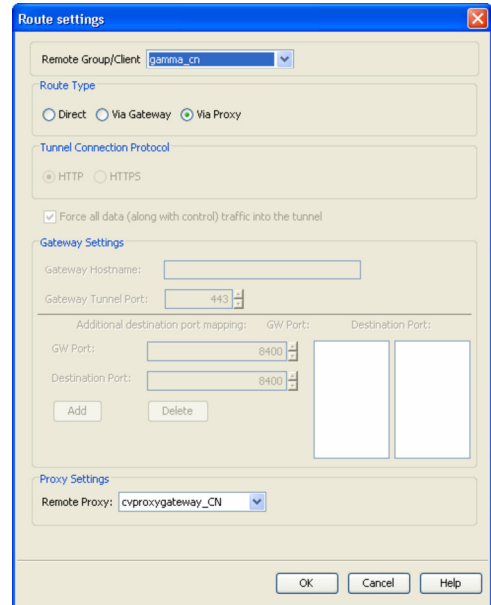 Route settings
Remote Group/Client gamma_cn
Route Type
Direct Via Gateway Via Proxy
Tunnel Connection Protocol
HTTP HTTPS
Force all data (along with control) traffic into the tunnel
Gateway Settings
Gateway Hostname:
Gateway Tunnel Port: 443
Additional destination port mapping: GW Port: Destination Port:
GW Port: 8400
Destination Port: 8400
Add Delete
Proxy Settings
Remote Proxy: cvproxygateway_CN
OK Cancel Help